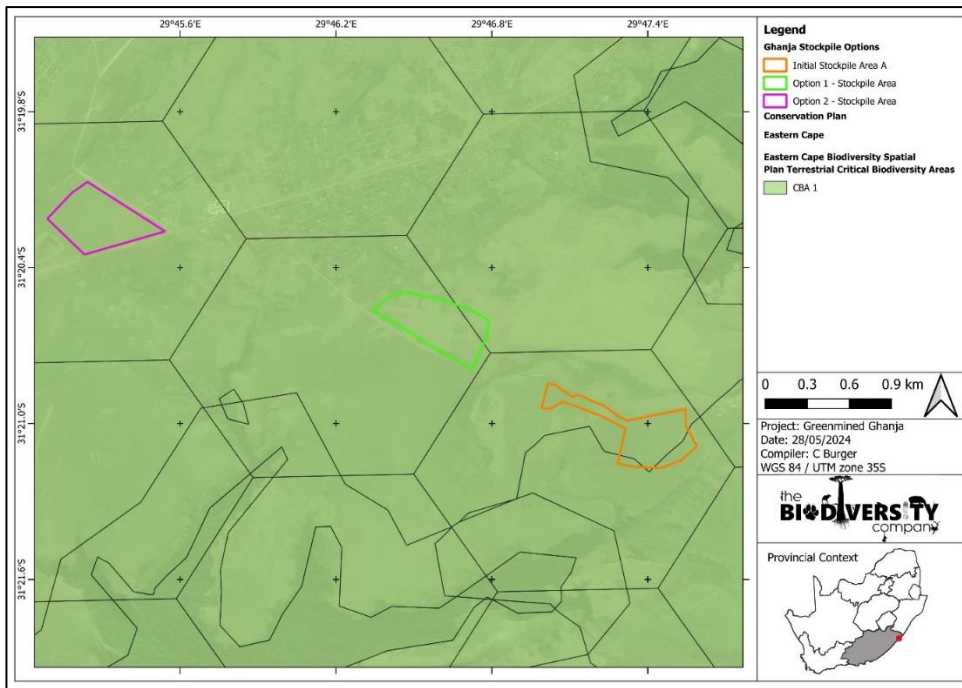 29°45.6'E 29°46.2'E 29°46.8'E 29°47.4'E
31°19.8'S
31°20.4'S
31°21.0'S
31°21.6'S
Legend
Ghanja Stockpile Options
Initial Stockpile Area A
Option 1 - Stockpile Area
Option 2 - Stockpile Area
Conservation Plan
Eastern Cape
Eastern Cape Biodiversity Spatial
Plan Terrestrial Critical Biodiversity Areas
CBA 1
0 0.3 0.6 0.9 km
Project: Greenmined Ghanja
Date: 28/05/2024
Compiler: C Burger
WGS 84 / UTM zone 35S
the
BIODIVERSITY
company
Provincial Context